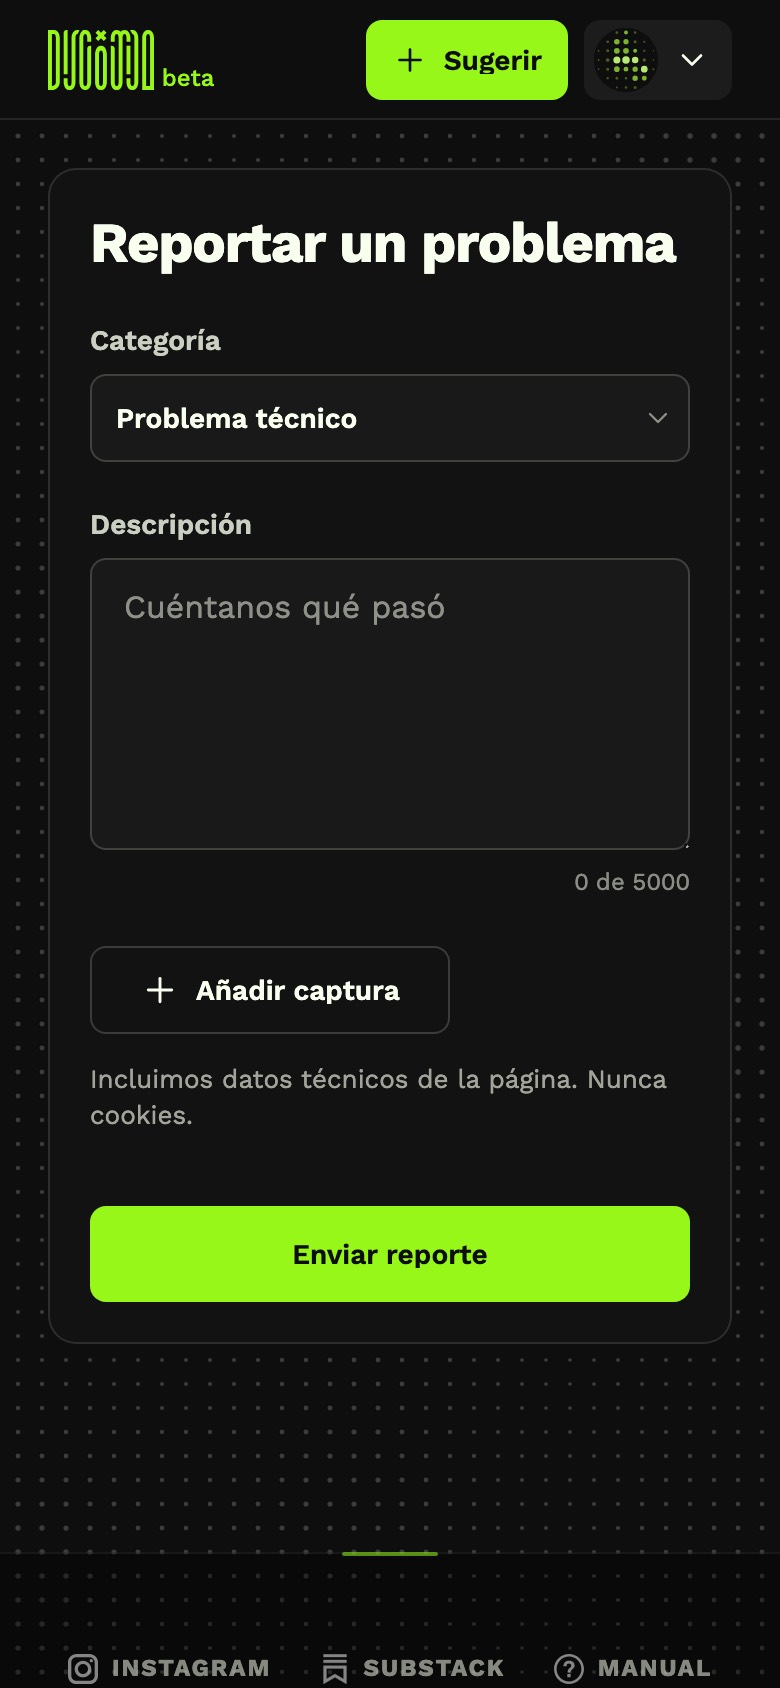 beta
Sugerir
Reportar un problema
Categoría
Problema técnico
Descripción
Cuéntanos qué pasó
0 de 5000
Añadir captura
Incluimos datos técnicos de la página. Nunca
cookies.
Enviar reporte
INSTAGRAM SUBSTACK MANUAL